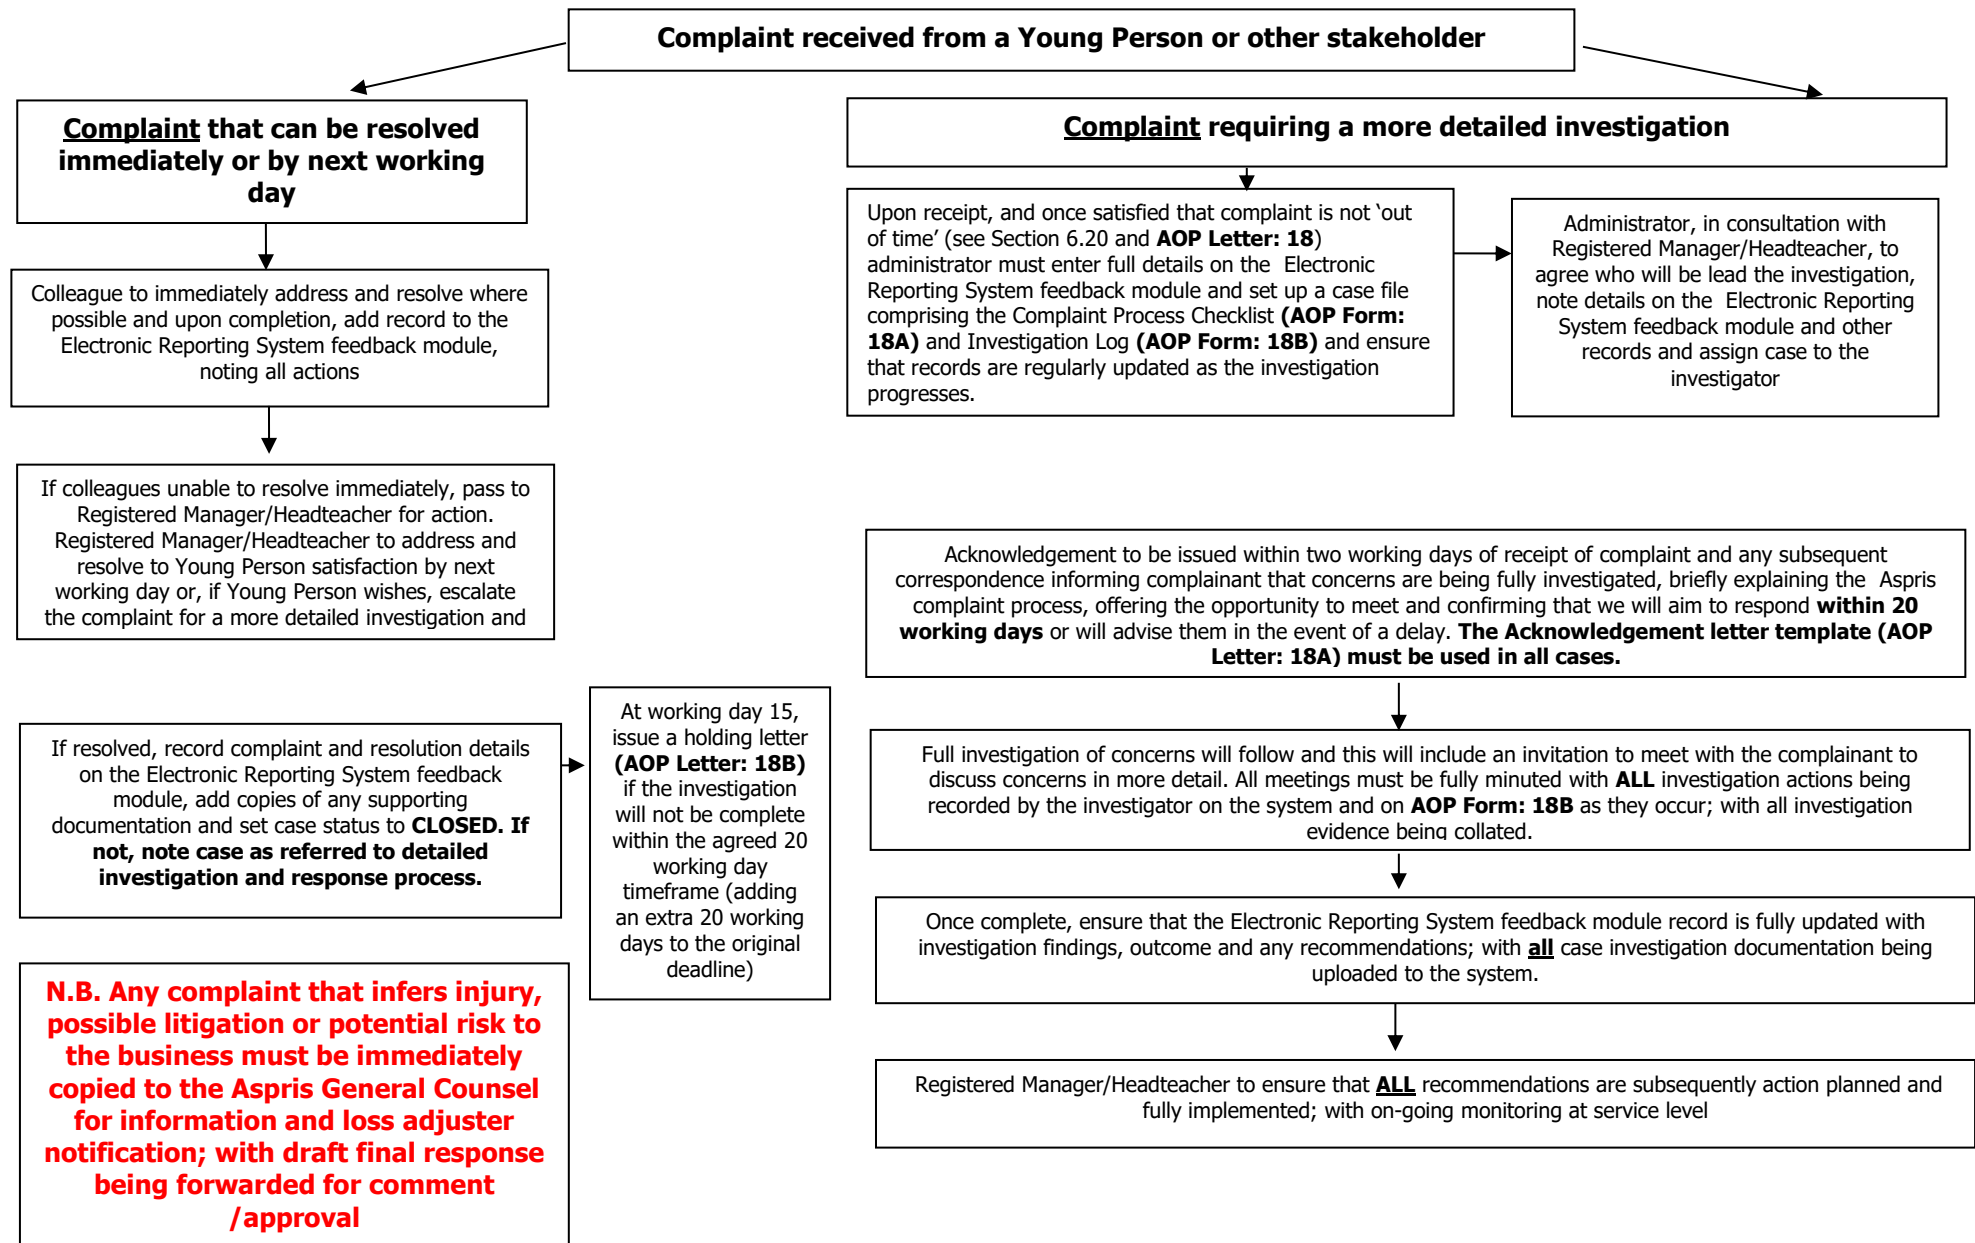 Complaint received from a Young Person or other stakeholder
Complaint that can be resolved
immediately or by next working
day
Complaint requiring a more detailed investigation
Colleague to immediately address and resolve where
possible and upon completion, add record to the
Electronic Reporting System feedback module,
noting all actions
Upon receipt, and once satisfied that complaint is not ‘out
of time’ (see Section 6.20 and AOP Letter: 18)
administrator must enter full details on the Electronic
Reporting System feedback module and set up a case file
comprising the Complaint Process Checklist (AOP Form:
18A) and Investigation Log (AOP Form: 18B) and ensure
that records are regularly updated as the investigation
progresses.
Administrator, in consultation with
Registered Manager/Headteacher, to
agree who will be lead the investigation,
note details on the Electronic Reporting
System feedback module and other
records and assign case to the
investigator
If colleagues unable to resolve immediately, pass to
Registered Manager/Headteacher for action.
Registered Manager/Headteacher to address and
resolve to Young Person satisfaction by next
working day or, if Young Person wishes, escalate
the complaint for a more detailed investigation and
Acknowledgement to be issued within two working days of receipt of complaint and any subsequent
correspondence informing complainant that concerns are being fully investigated, briefly explaining the Aspris
complaint process, offering the opportunity to meet and confirming that we will aim to respond within 20
working days or will advise them in the event of a delay. The Acknowledgement letter template (AOP
Letter: 18A) must be used in all cases.
If resolved, record complaint and resolution details
on the Electronic Reporting System feedback
module, add copies of any supporting
documentation and set case status to CLOSED. If
not, note case as referred to detailed
investigation and response process.
At working day 15,
issue a holding letter
(AOP Letter: 18B)
if the investigation
will not be complete
within the agreed 20
working day
timeframe (adding
an extra 20 working
days to the original
deadline)
Full investigation of concerns will follow and this will include an invitation to meet with the complainant to
discuss concerns in more detail. All meetings must be fully minuted with ALL investigation actions being
recorded by the investigator on the system and on AOP Form: 18B as they occur; with all investigation
evidence being collated.
Once complete, ensure that the Electronic Reporting System feedback module record is fully updated with
investigation findings, outcome and any recommendations; with all case investigation documentation being
uploaded to the system.
N.B. Any complaint that infers injury,
possible litigation or potential risk to
the business must be immediately
copied to the Aspris General Counsel
for information and loss adjuster
notification; with draft final response
being forwarded for comment
/approval
Registered Manager/Headteacher to ensure that ALL recommendations are subsequently action planned and
fully implemented; with on-going monitoring at service level